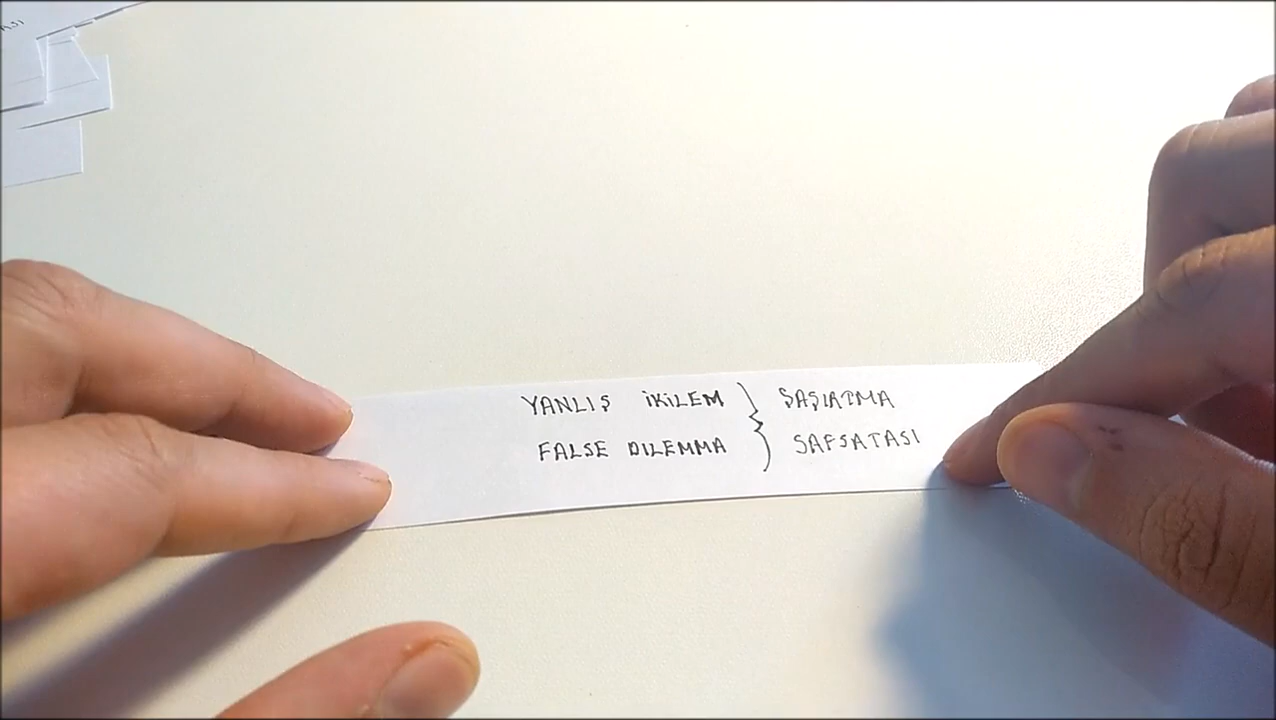 YANLIŞ İKİLEM } ŞAŞIRTMA
FALSE DILEMMA } SAFSATASI